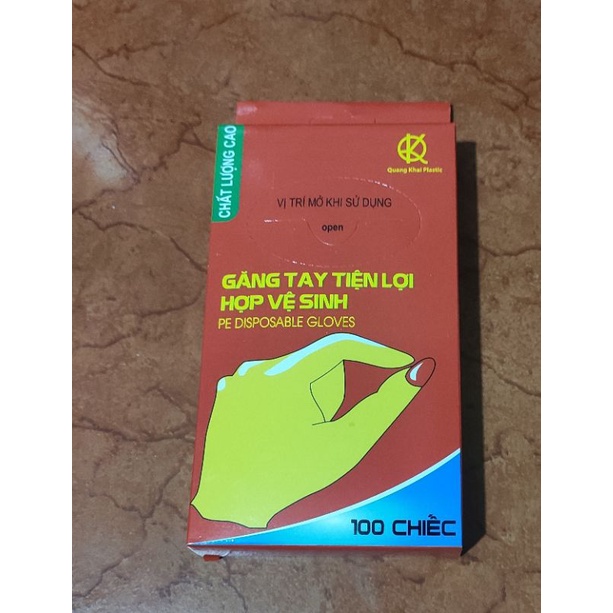 CHẤT LƯỢNG CAO
Quang Khai Plastic
VỊ TRÍ MỞ KHI SỬ DỤNG
open
GĂNG TAY TIỆN LỢI
HỢP VỆ SINH
PE DISPOSABLE GLOVES
100 CHIẾC